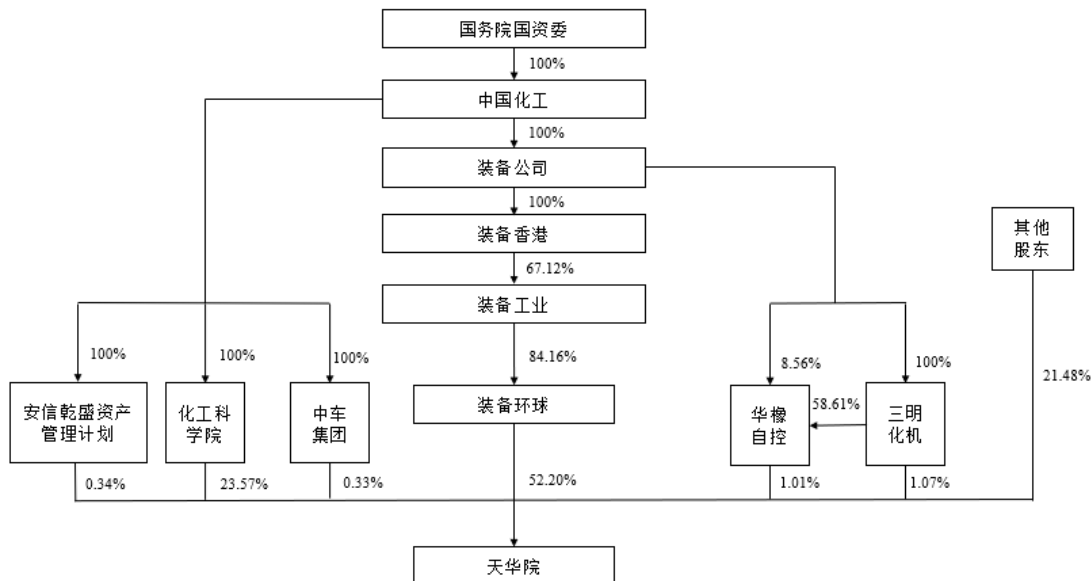 国务院国资委
100%
中国化工
100%
装备公司
100%
装备香港
其他
股东
67.12%
装备工业
100%
100%
100%
84.16%
8.56%
100%
21.48%
安信乾盛资产
管理计划
化工科
学院
中车
集团
装备环球
华橡
自控
58.61%
三明
化机
0.34%
23.57%
0.33%
52.20%
1.01%
1.07%
天华院